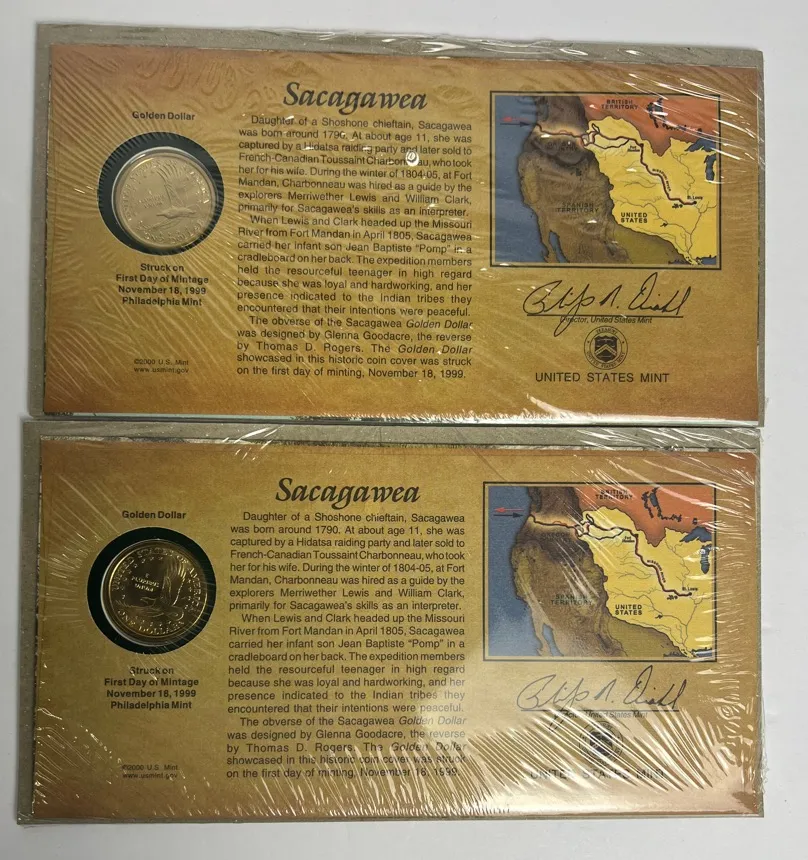 Sacagawea
Golden Dollar
Struck on
First Day of Mintage
November 18, 1999
Philadelphia Mint
©2000 U.S. Mint
www.usmint.gov
Daughter of a Shoshone chieftain, Sacagawea
was born around 1790. At about age 11, she was
captured by a Hidatsa raiding party and later sold to
French-Canadian Toussaint Charbonneau, who took
her for his wife. During the winter of 1804-05, at Fort
Mandan, Charbonneau was hired as a guide by the
explorers Merriwether Lewis and William Clark,
primarily for Sacagawea's skills as an interpreter.
When Lewis and Clark headed up the Missouri
River from Fort Mandan in April 1805, Sacagawea
carried her infant son Jean Baptiste "Pomp" in a
cradleboard on her back. The expedition members
held the resourceful teenager in high regard
because she was loyal and hardworking, and her
presence indicated to the Indian tribes they
encountered that their intentions were peaceful.
The obverse of the Sacagawea Golden Dollar
was designed by Glenna Goodacre, the reverse
by Thomas D. Rogers. The Golden Dollar
showcased in this historic coin cover was struck
on the first day of minting, November 18, 1999.
BRITISH
TERRITORY
SPANISH
TERRITORY
UNITED
STATES
St. Louis
Director, United States Mint
UNITED STATES MINT
Sacagawea
Golden Dollar
UNITED STATES OF AMERICA
E PLURIBUS
UNUM
ONE DOLLAR
Struck on
First Day of Mintage
November 18, 1999
Philadelphia Mint
©2000 U.S. Mint
www.usmint.gov
Daughter of a Shoshone chieftain, Sacagawea
was born around 1790. At about age 11, she was
captured by a Hidatsa raiding party and later sold to
French-Canadian Toussaint Charbonneau, who took
her for his wife. During the winter of 1804-05, at Fort
Mandan, Charbonneau was hired as a guide by the
explorers Merriwether Lewis and William Clark,
primarily for Sacagawea's skills as an interpreter.
When Lewis and Clark headed up the Missouri
River from Fort Mandan in April 1805, Sacagawea
carried her infant son Jean Baptiste "Pomp" in a
cradleboard on her back. The expedition members
held the resourceful teenager in high regard
because she was loyal and hardworking, and her
presence indicated to the Indian tribes they
encountered that their intentions were peaceful.
The obverse of the Sacagawea Golden Dollar
was designed by Glenna Goodacre, the reverse
by Thomas D. Rogers. The Golden Dollar
showcased in this historic coin cover was struck
on the first day of minting, November 18, 1999.
BRITISH
TERRITORY
SPANISH
TERRITORY
UNITED
STATES
St. Louis
Director, United States Mint
UNITED STATES MINT